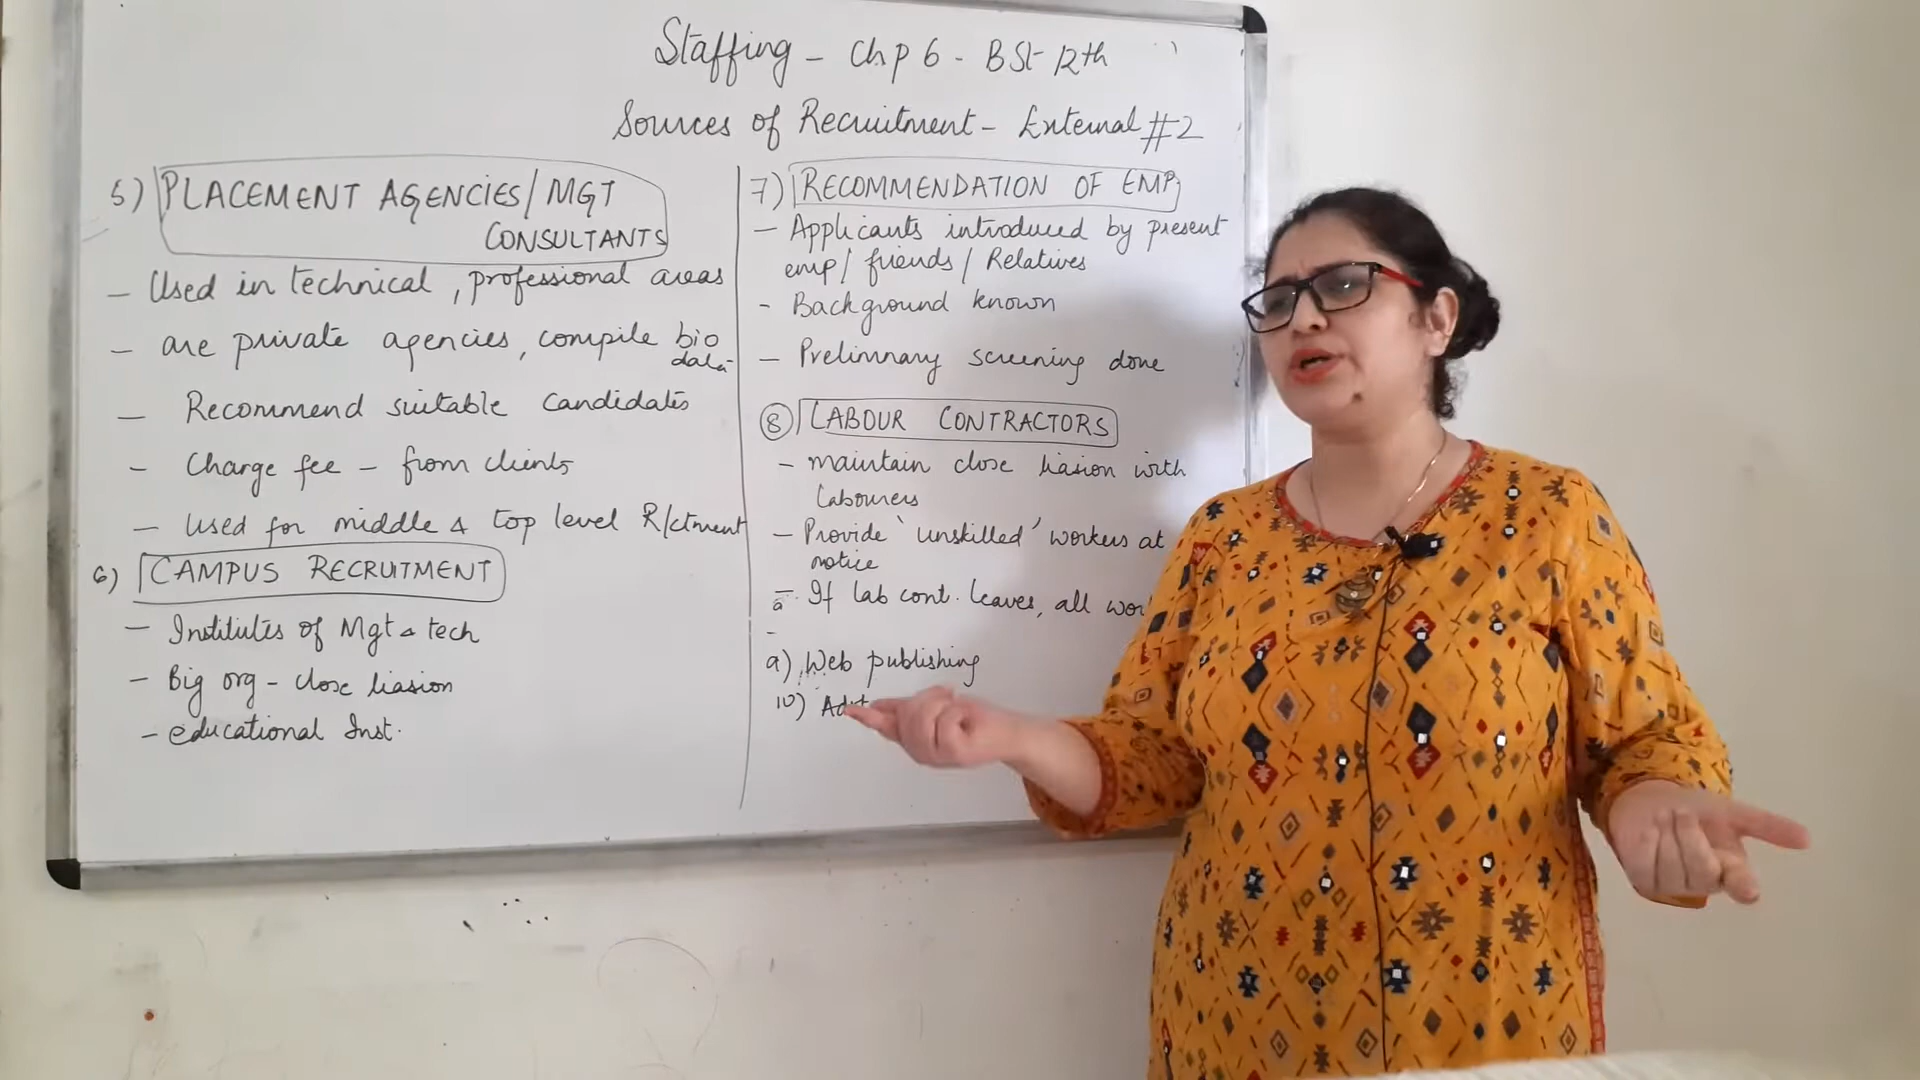 Staffing - Chp 6 - BSt 12th
Sources of Recruitment - External #2
5) PLACEMENT AGENCIES/ MGT
CONSULTANTS
- Used in technical, professional areas
- are private agencies, compile bio
data
- Recommend suitable candidates
- Charge fee - from clients
- Used for middle & top level R/ctment
6) CAMPUS RECRUTMENT
- Institutes of Mgt & tech
- Big org - close liasion
- educational Inst.
7) RECOMMENDATION OF EMP
- Applicants introduced by present
emp/ friends/ Relatives
- Background known
- Prelimnary screening done
8) LABOUR CONTRACTORS
- maintain close liasion with
labourers
- Provide 'unskilled' workers at
notice
- If lab cont. leaves, all
9) Web publishing
10)